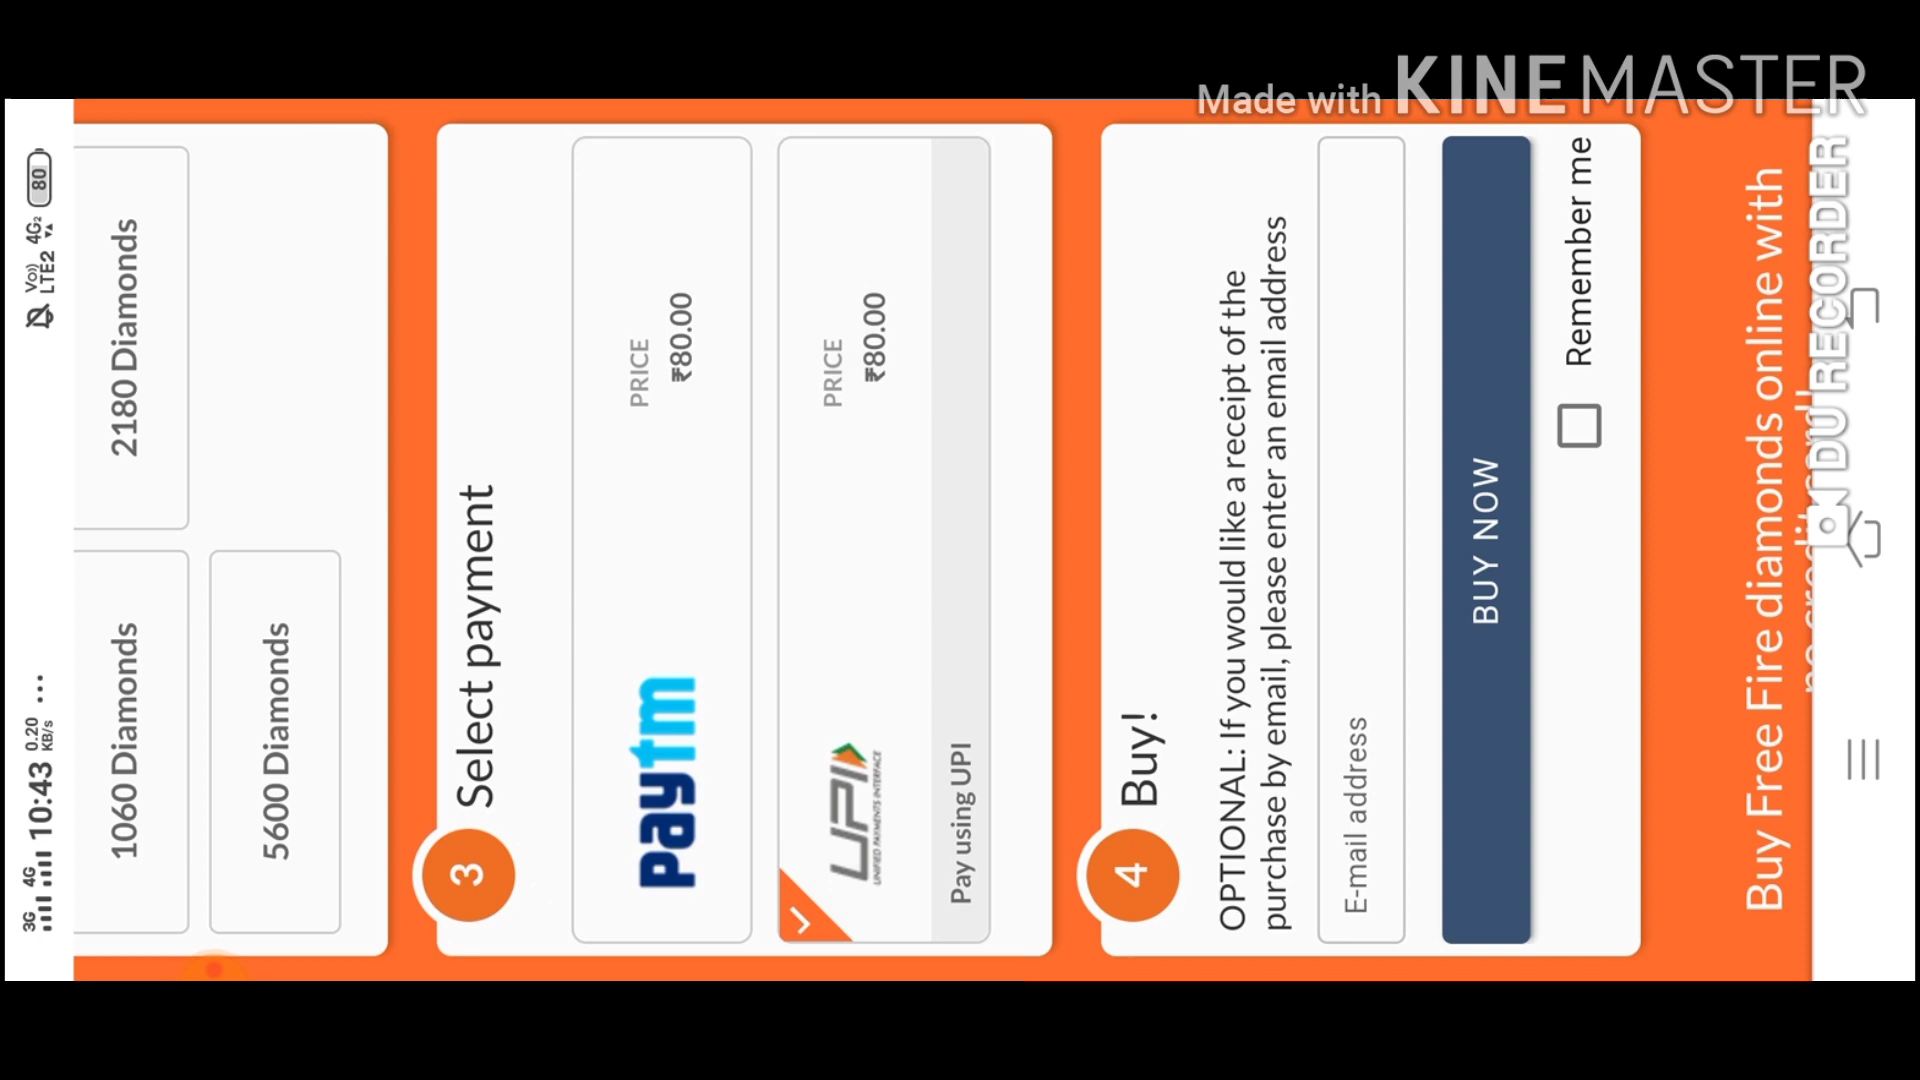 Made with KINEMASTER
DU RECORDER
3G 4G 10:43 0.20 KB/s ... Vo)) LTE2 4G2 80
1060 Diamonds
2180 Diamonds
5600 Diamonds
3 Select payment
Paytm
PRICE
₹80.00
UPI
UNIFIED PAYMENTS INTERFACE
PRICE
₹80.00
Pay using UPI
4 Buy!
OPTIONAL: If you would like a receipt of the
purchase by email, please enter an email address
E-mail address
BUY NOW
Remember me
Buy Free Fire diamonds online with